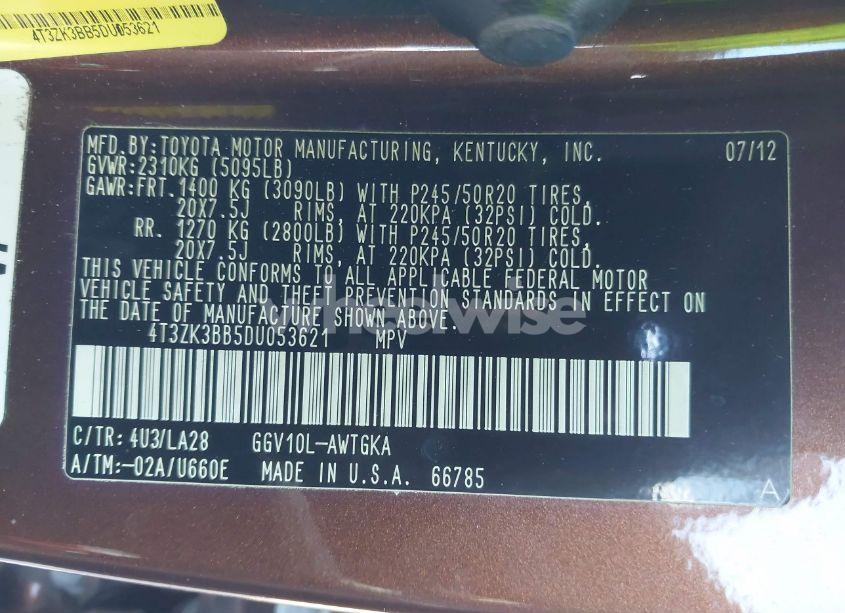 4T3ZK3BB5DU053621
MFD.BY:TOYOTA MOTOR MANUFACTURING, KENTUCKY, INC. 07/12
GVWR:2310KG (5095LB)
GAWR:FRT.1400 KG (3090LB) WITH P245/50R20 TIRES,
20X7.5J RIMS, AT 220KPA (32PSI) COLD.
RR. 1270 KG (2800LB) WITH P245/50R20 TIRES,
20X7.5J RIMS, AT 220KPA (32PSI) COLD.
THIS VEHICLE CONFORMS TO ALL APPLICABLE FEDERAL MOTOR
VEHICLE SAFETY AND THEFT PREVENTION STANDARDS IN EFFECT ON
THE DATE OF MANUFACTURE SHOWN ABOVE.
4T3ZK3BB5DU053621 MPV
C/TR: 4U3/LA28 GGV10L-AWTGKA
A/TM:-02A/U660E MADE IN U.S.A. 66785 A